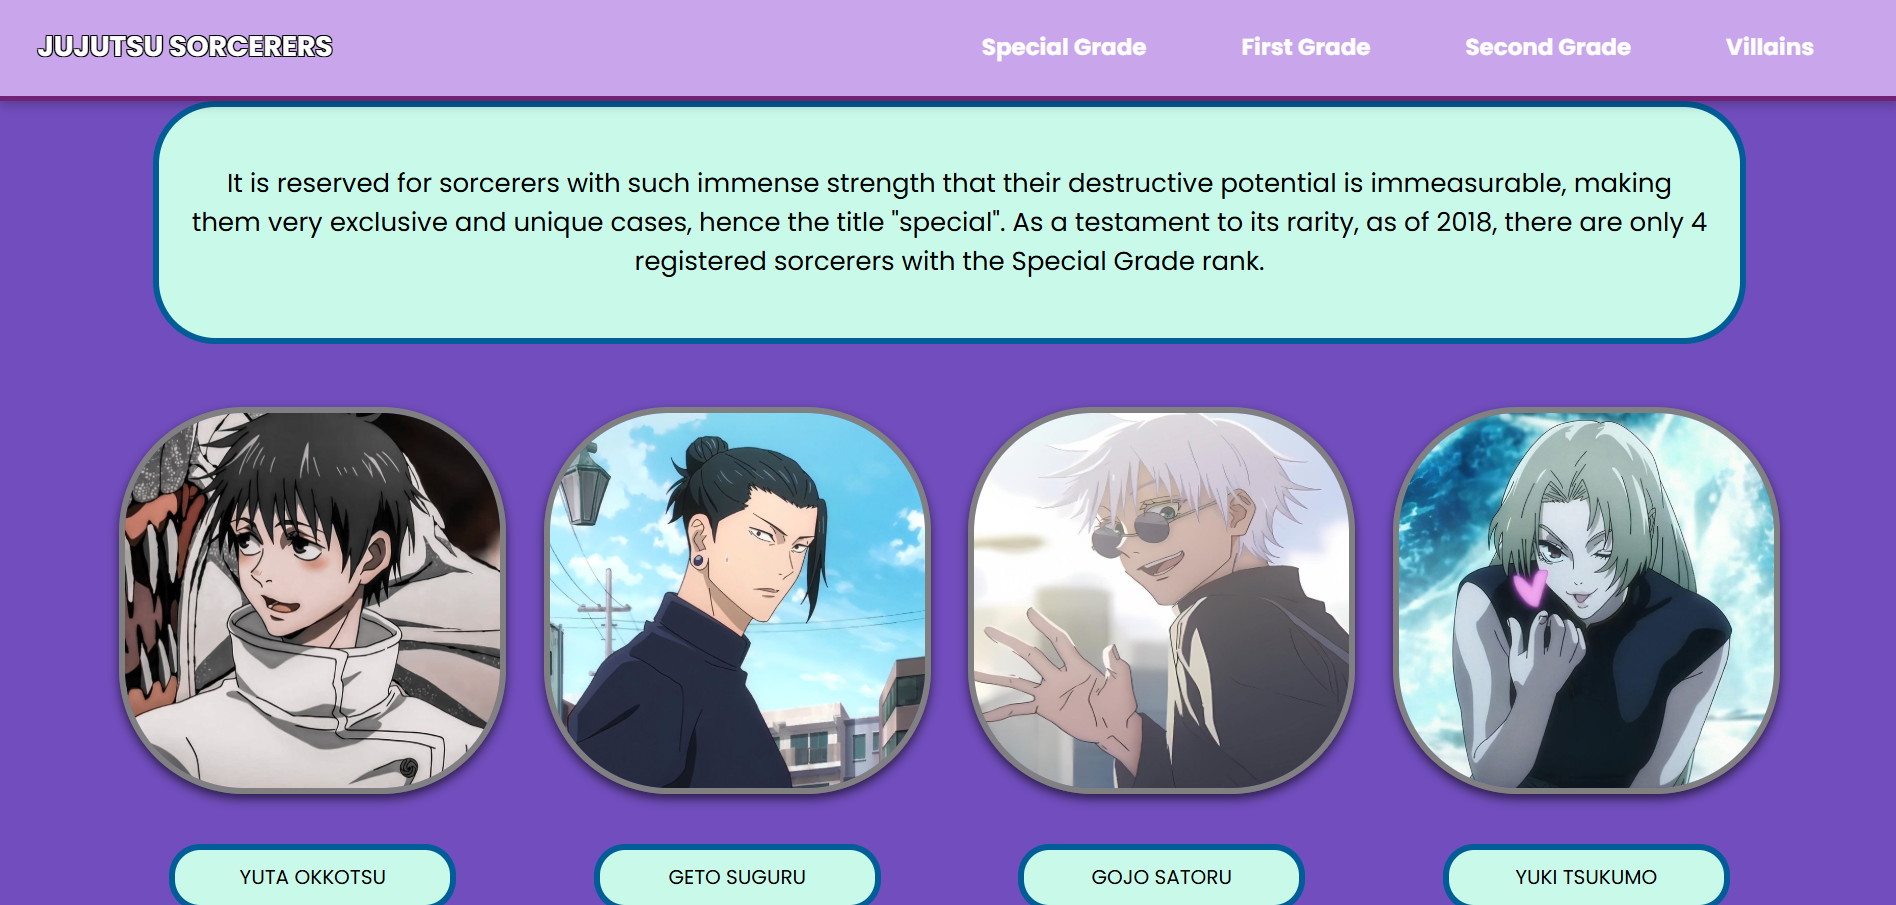 JUJUTSU SORCERERS
Special Grade
First Grade
Second Grade
Villains
It is reserved for sorcerers with such immense strength that their destructive potential is immeasurable, making
them very exclusive and unique cases, hence the title "special". As a testament to its rarity, as of 2018, there are only 4
registered sorcerers with the Special Grade rank.
YUTA OKKOTSU
GETO SUGURU
GOJO SATORU
YUKI TSUKUMO